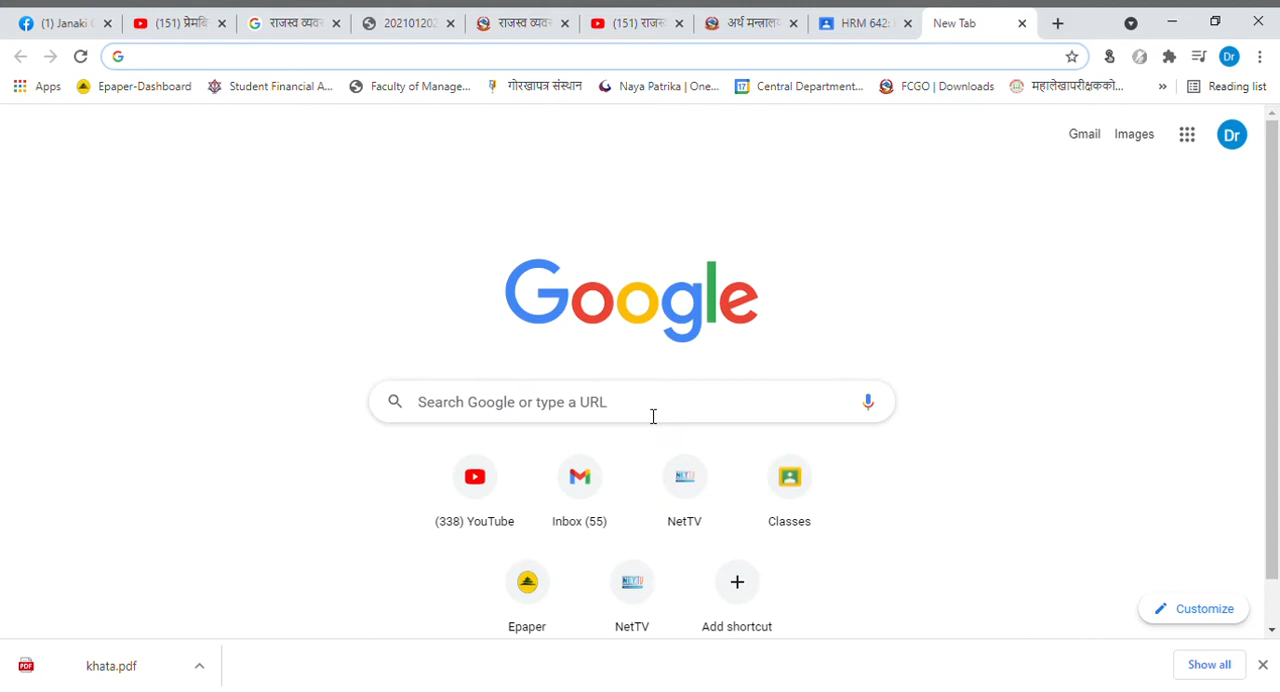 (1) Janaki
(151) प्रेमवि
राजस्व व्यव
20210120
राजस्व व्यव
(151) राजस
अर्थ मन्त्राल
HRM 642:
New Tab
Apps
Epaper-Dashboard
Student Financial A...
Faculty of Manage...
गोरखापत्र संस्थान
Naya Patrika | One...
17
Central Department...
FCGO | Downloads
महालेखापरीक्षकको...
»
Reading list
Dr
Gmail
Images
Dr
Google
Search Google or type a URL
(338) YouTube
Inbox (55)
NetTV
Classes
Epaper
NetTV
Add shortcut
Customize
PDF
khata.pdf
Show all